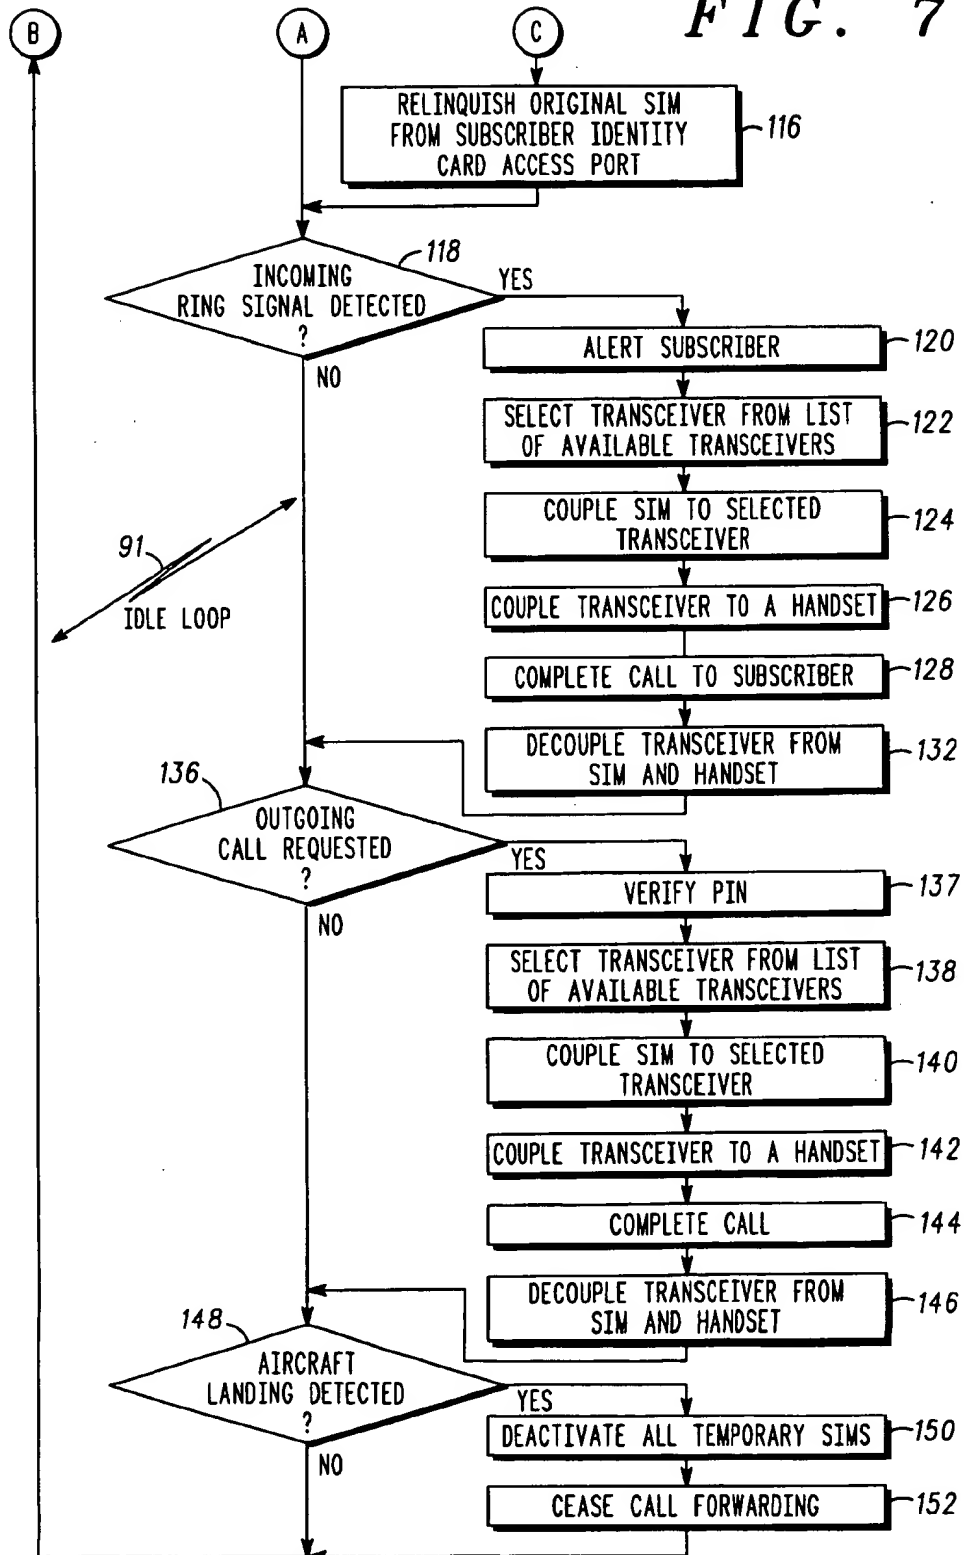 FIG. 7
B
A
C
RELINQUISH ORIGINAL SIM
FROM SUBSCRIBER IDENTITY
CARD ACCESS PORT
116
118
INCOMING
RING SIGNAL DETECTED
?
YES
NO
ALERT SUBSCRIBER
120
SELECT TRANSCEIVER FROM LIST
OF AVAILABLE TRANSCEIVERS
122
COUPLE SIM TO SELECTED
TRANSCEIVER
124
91
IDLE LOOP
COUPLE TRANSCEIVER TO A HANDSET
126
COMPLETE CALL TO SUBSCRIBER
128
DECOUPLE TRANSCEIVER FROM
SIM AND HANDSET
132
136
OUTGOING
CALL REQUESTED
?
YES
NO
VERIFY PIN
137
SELECT TRANSCEIVER FROM LIST
OF AVAILABLE TRANSCEIVERS
138
COUPLE SIM TO SELECTED
TRANSCEIVER
140
COUPLE TRANSCEIVER TO A HANDSET
142
COMPLETE CALL
144
DECOUPLE TRANSCEIVER FROM
SIM AND HANDSET
146
148
AIRCRAFT
LANDING DETECTED
?
YES
NO
DEACTIVATE ALL TEMPORARY SIMS
150
CEASE CALL FORWARDING
152